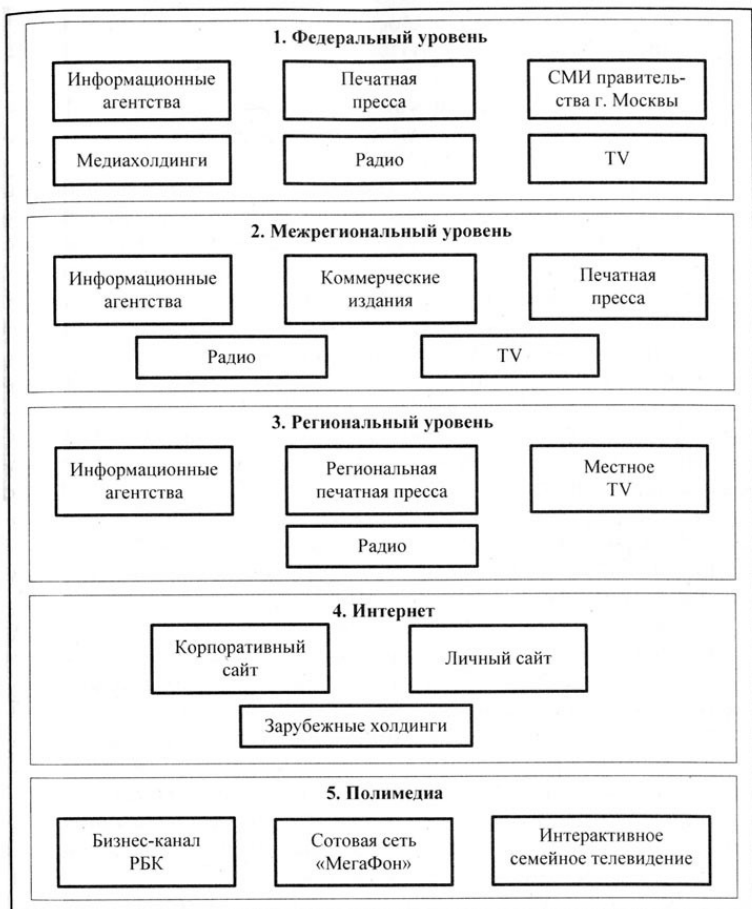 1. Федеральный уровень
Информационные
агентства
Печатная
пресса
СМИ правитель-
ства г. Москвы
Медиахолдинги
Радио
TV
2. Межрегиональный уровень
Информационные
агентства
Коммерческие
издания
Печатная
пресса
Радио
TV
3. Региональный уровень
Информационные
агентства
Региональная
печатная пресса
Местное
TV
Радио
4. Интернет
Корпоративный
сайт
Личный сайт
Зарубежные холдинги
5. Полимедиа
Бизнес-канал
РБК
Сотовая сеть
«МегаФон»
Интерактивное
семейное телевидение